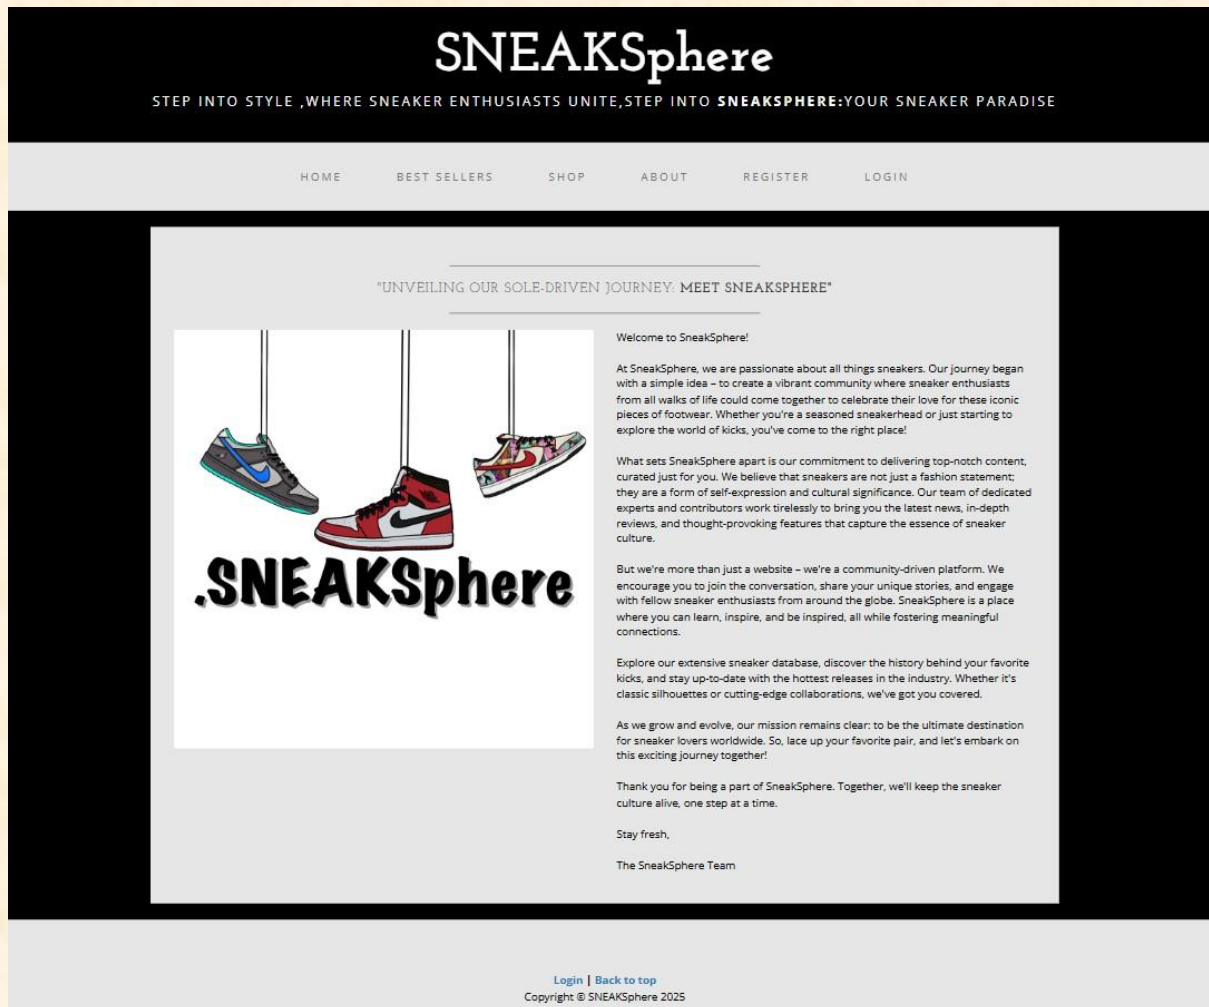 SNEAKSphere
STEP INTO STYLE ,WHERE SNEAKER ENTHUSIASTS UNITE,STEP INTO SNEAKSPHERE:YOUR SNEAKER PARADISE
HOME BEST SELLERS SHOP ABOUT REGISTER LOGIN
"UNVEILING OUR SOLE-DRIVEN JOURNEY: MEET SNEAKSPHERE"
.SNEAKSphere
Welcome to SneakSphere!
At SneakSphere, we are passionate about all things sneakers. Our journey began
with a simple idea – to create a vibrant community where sneaker enthusiasts
from all walks of life could come together to celebrate their love for these iconic
pieces of footwear. Whether you're a seasoned sneakerhead or just starting to
explore the world of kicks, you've come to the right place!
What sets SneakSphere apart is our commitment to delivering top-notch content,
curated just for you. We believe that sneakers are not just a fashion statement;
they are a form of self-expression and cultural significance. Our team of dedicated
experts and contributors work tirelessly to bring you the latest news, in-depth
reviews, and thought-provoking features that capture the essence of sneaker
culture.
But we're more than just a website – we're a community-driven platform. We
encourage you to join the conversation, share your unique stories, and engage
with fellow sneaker enthusiasts from around the globe. SneakSphere is a place
where you can learn, inspire, and be inspired, all while fostering meaningful
connections.
Explore our extensive sneaker database, discover the history behind your favorite
kicks, and stay up-to-date with the hottest releases in the industry. Whether it's
classic silhouettes or cutting-edge collaborations, we've got you covered.
As we grow and evolve, our mission remains clear: to be the ultimate destination
for sneaker lovers worldwide. So, lace up your favorite pair, and let's embark on
this exciting journey together!
Thank you for being a part of SneakSphere. Together, we'll keep the sneaker
culture alive, one step at a time.
Stay fresh,
The SneakSphere Team
Login | Back to top
Copyright © SNEAKSphere 2025